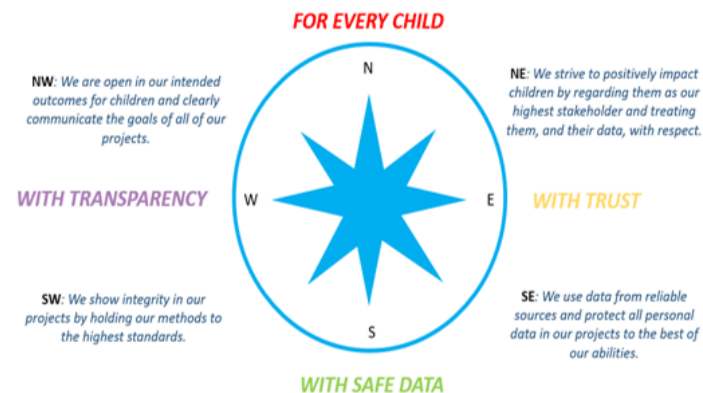 FOR EVERY CHILD
N
NW: We are open in our intended
outcomes for children and clearly
communicate the goals of all of our
projects.
NE: We strive to positively impact
children by regarding them as our
highest stakeholder and treating
them, and their data, with respect.
WITH TRANSPARENCY
W
E
WITH TRUST
SW: We show integrity in our
projects by holding our methods to
the highest standards.
SE: We use data from reliable
sources and protect all personal
data in our projects to the best of
our abilities.
S
WITH SAFE DATA